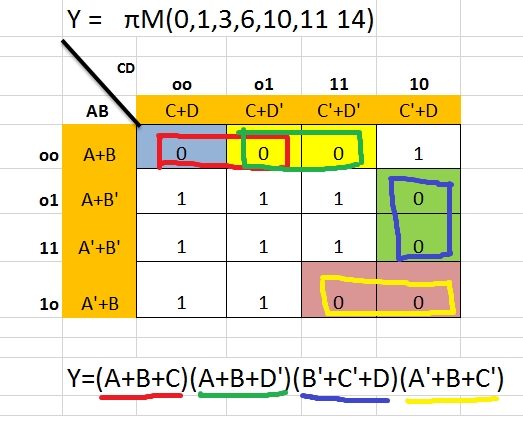 Y = πM(0,1,3,6,10,11 14)
CD
oo o1 11 10
AB C+D C+D' C'+D' C'+D
oo A+B 0 0 0 1
o1 A+B' 1 1 1 0
11 A'+B' 1 1 1 0
1o A'+B 1 1 0 0
Y=(A+B+C)(A+B+D')(B'+C'+D)(A'+B+C')